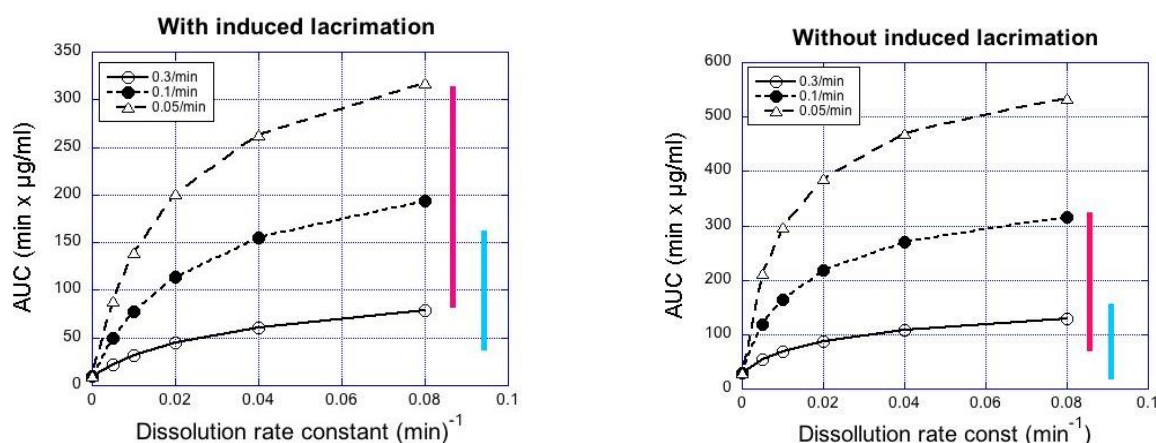 With induced lacrimation
350
300
250
200
150
100
50
0
0.3/min
0.1/min
0.05/min
AUC (min x µg/ml)
0 0.02 0.04 0.06 0.08 0.1
Dissolution rate constant (min)-1
Without induced lacrimation
600
500
400
300
200
100
0
0.3/min
0.1/min
0.05/min
AUC (min x µg/ml)
0 0.02 0.04 0.06 0.08 0.1
Dissollution rate const (min-1)